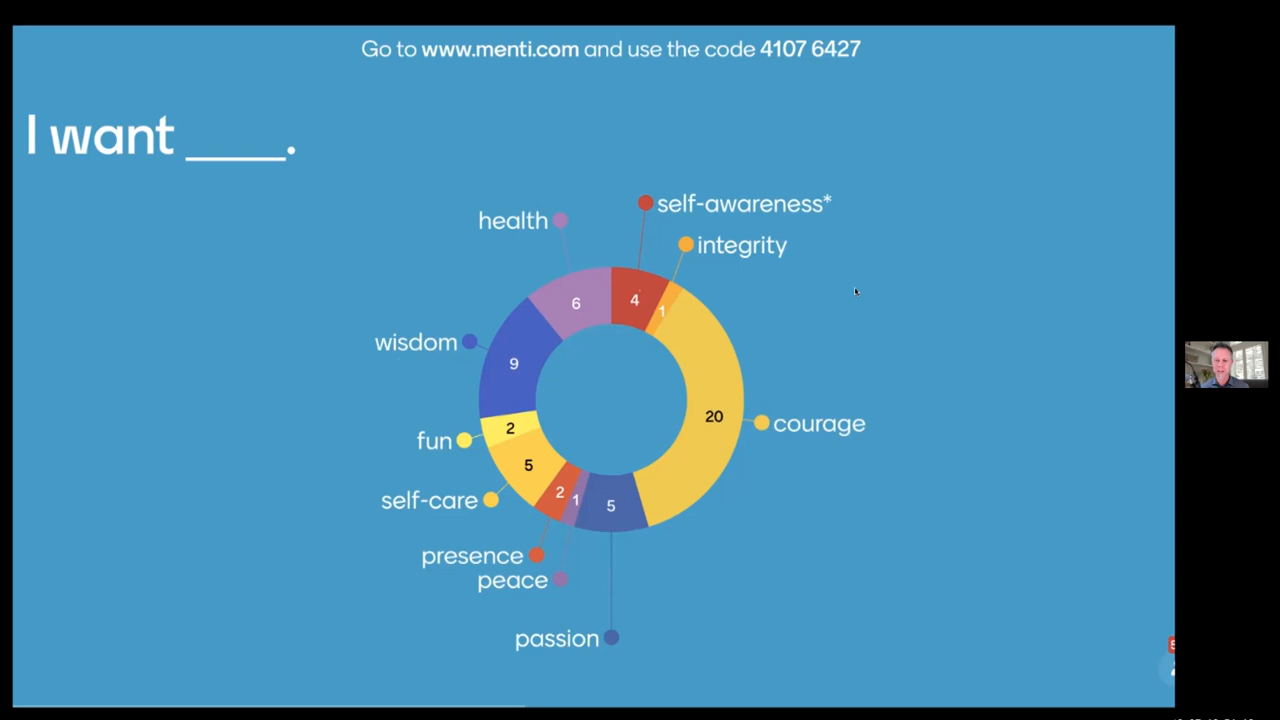 Go to www.menti.com and use the code 4107 6427
I want ____.
self-awareness*
health
integrity
4
6
1
wisdom
9
20
courage
fun
2
5
self-care
2
1
5
presence
peace
passion